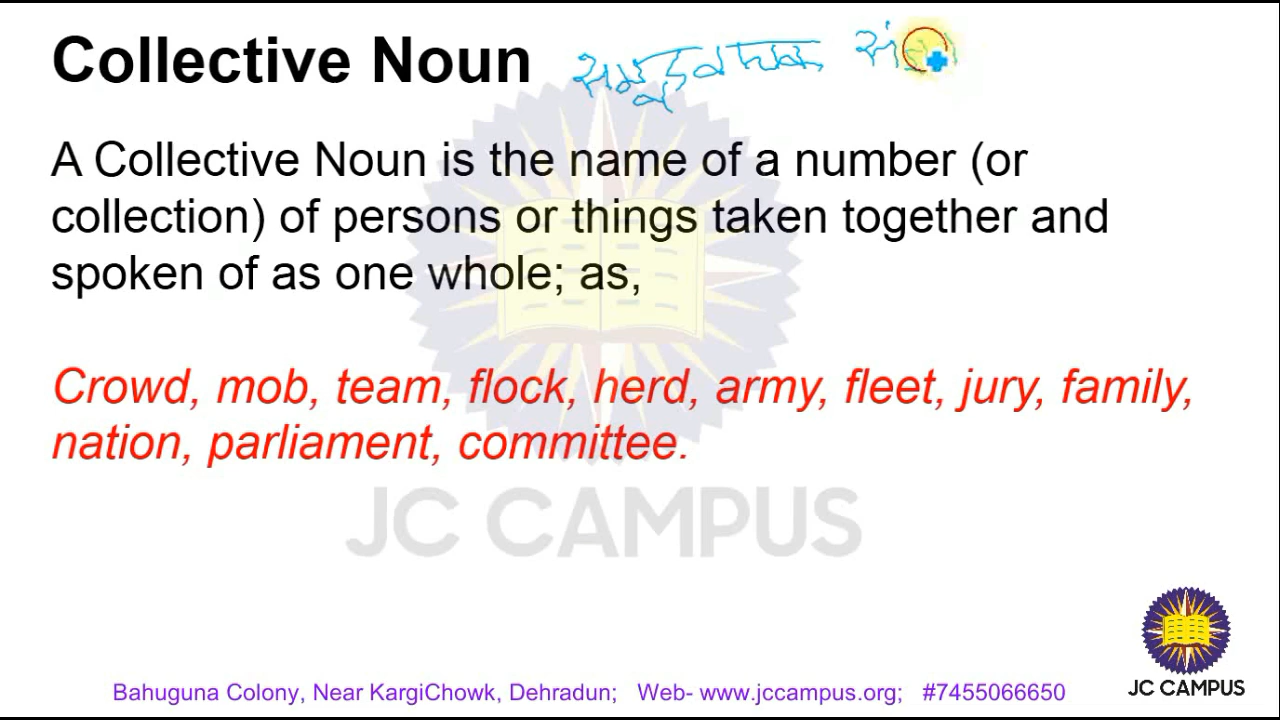 Collective Noun समूहवाचक
A Collective Noun is the name of a number (or
collection) of persons or things taken together and
spoken of as one whole; as,
Crowd, mob, team, flock, herd, army, fleet, jury, family,
nation, parliament, committee.
JC CAMPUS
JC CAMPUS
Bahuguna Colony, Near KargiChowk, Dehradun; Web- www.jccampus.org; #7455066650